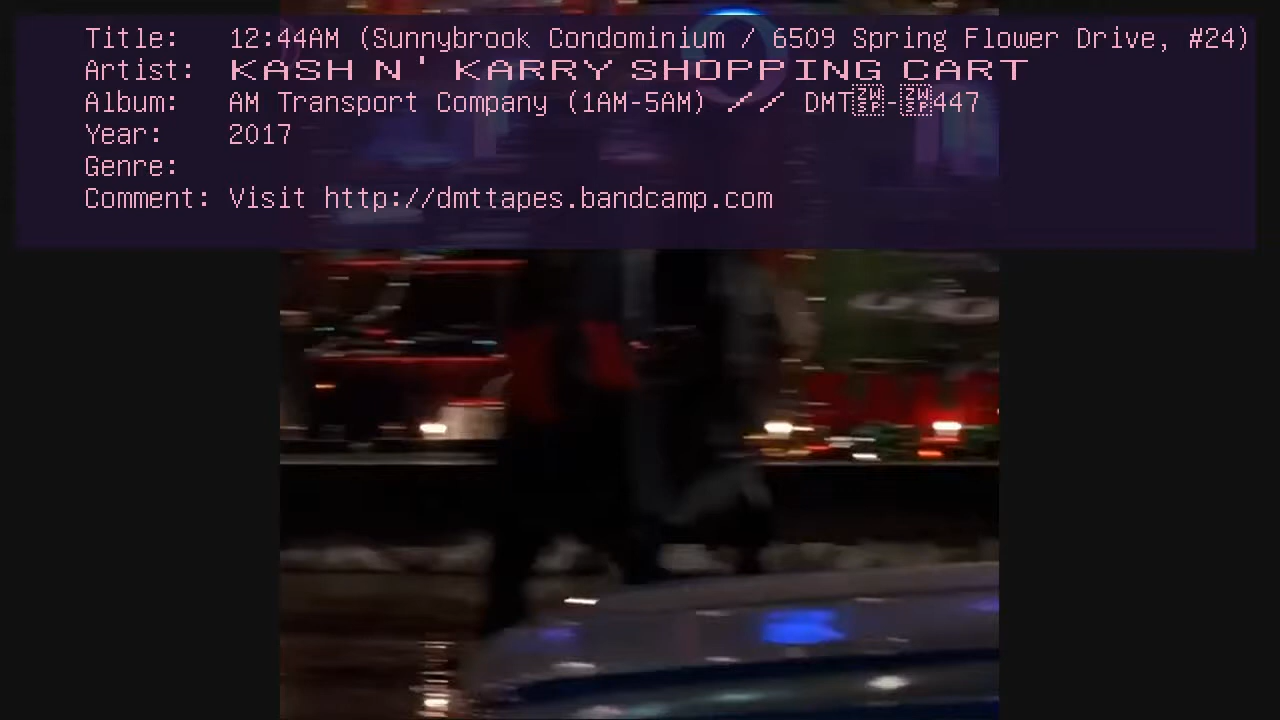 Title: 12:44AM (Sunnybrook Condominium / 6509 Spring Flower Drive, #24)
Artist: KASH N' KARRY SHOPPING CART
Album: AM Transport Company (1AM-5AM) // DMT-447
Year: 2017
Genre:
Comment: Visit http://dmttapes.bandcamp.com